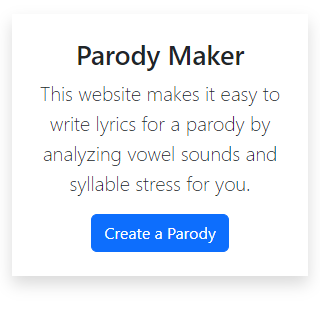 Parody Maker
This website makes it easy to
write lyrics for a parody by
analyzing vowel sounds and
syllable stress for you.
Create a Parody